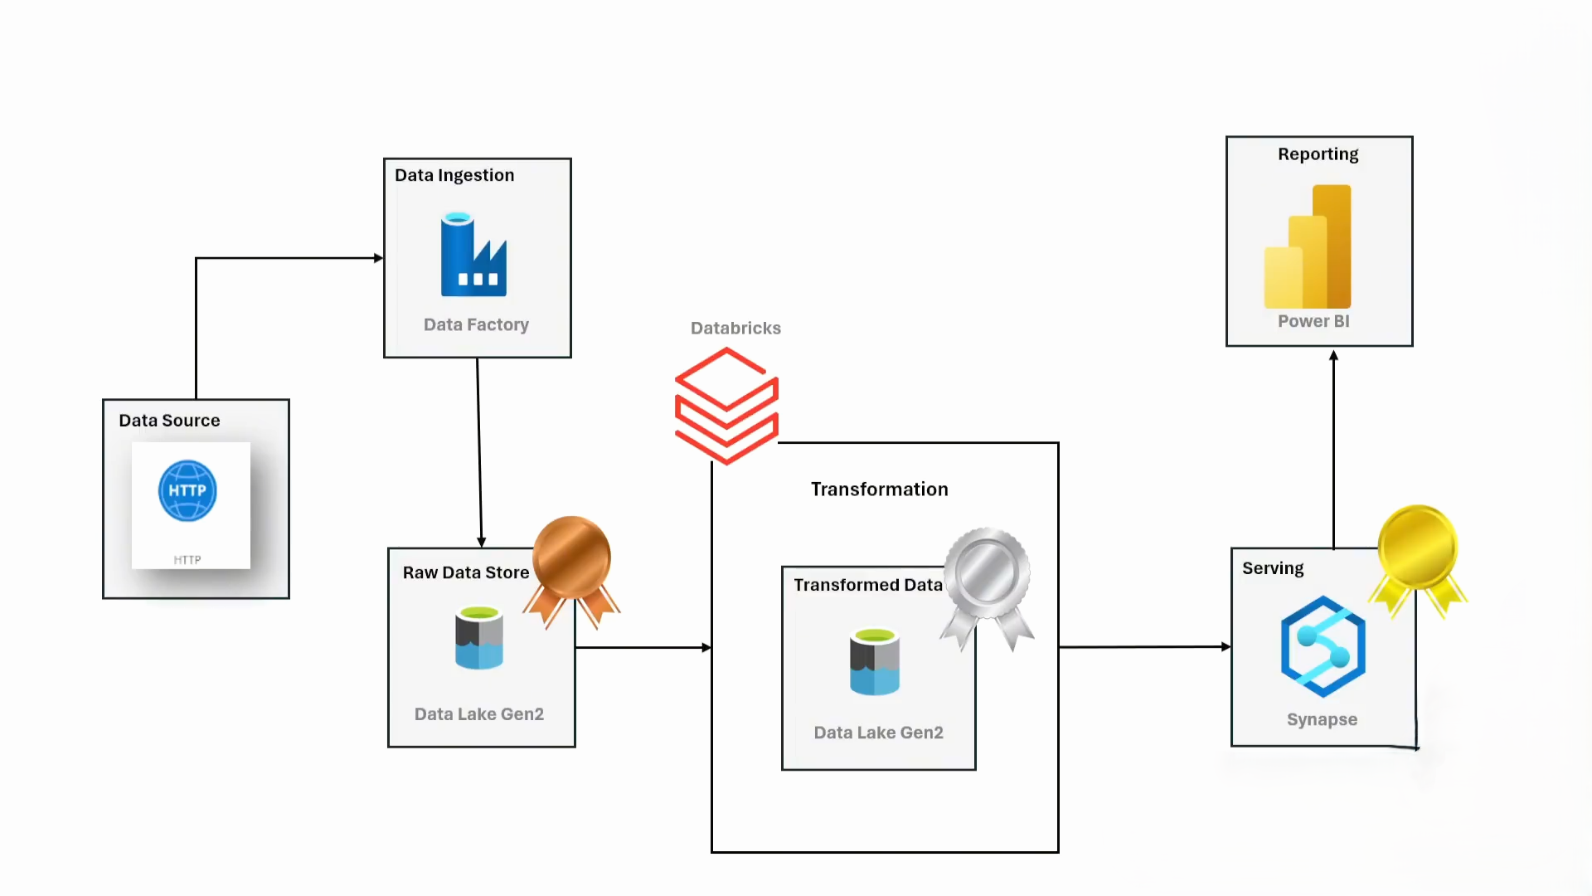 Data Source
HTTP
HTTP
Data Ingestion
Data Factory
Raw Data Store
Data Lake Gen2
Databricks
Transformation
Transformed Data
Data Lake Gen2
Serving
Synapse
Reporting
Power BI